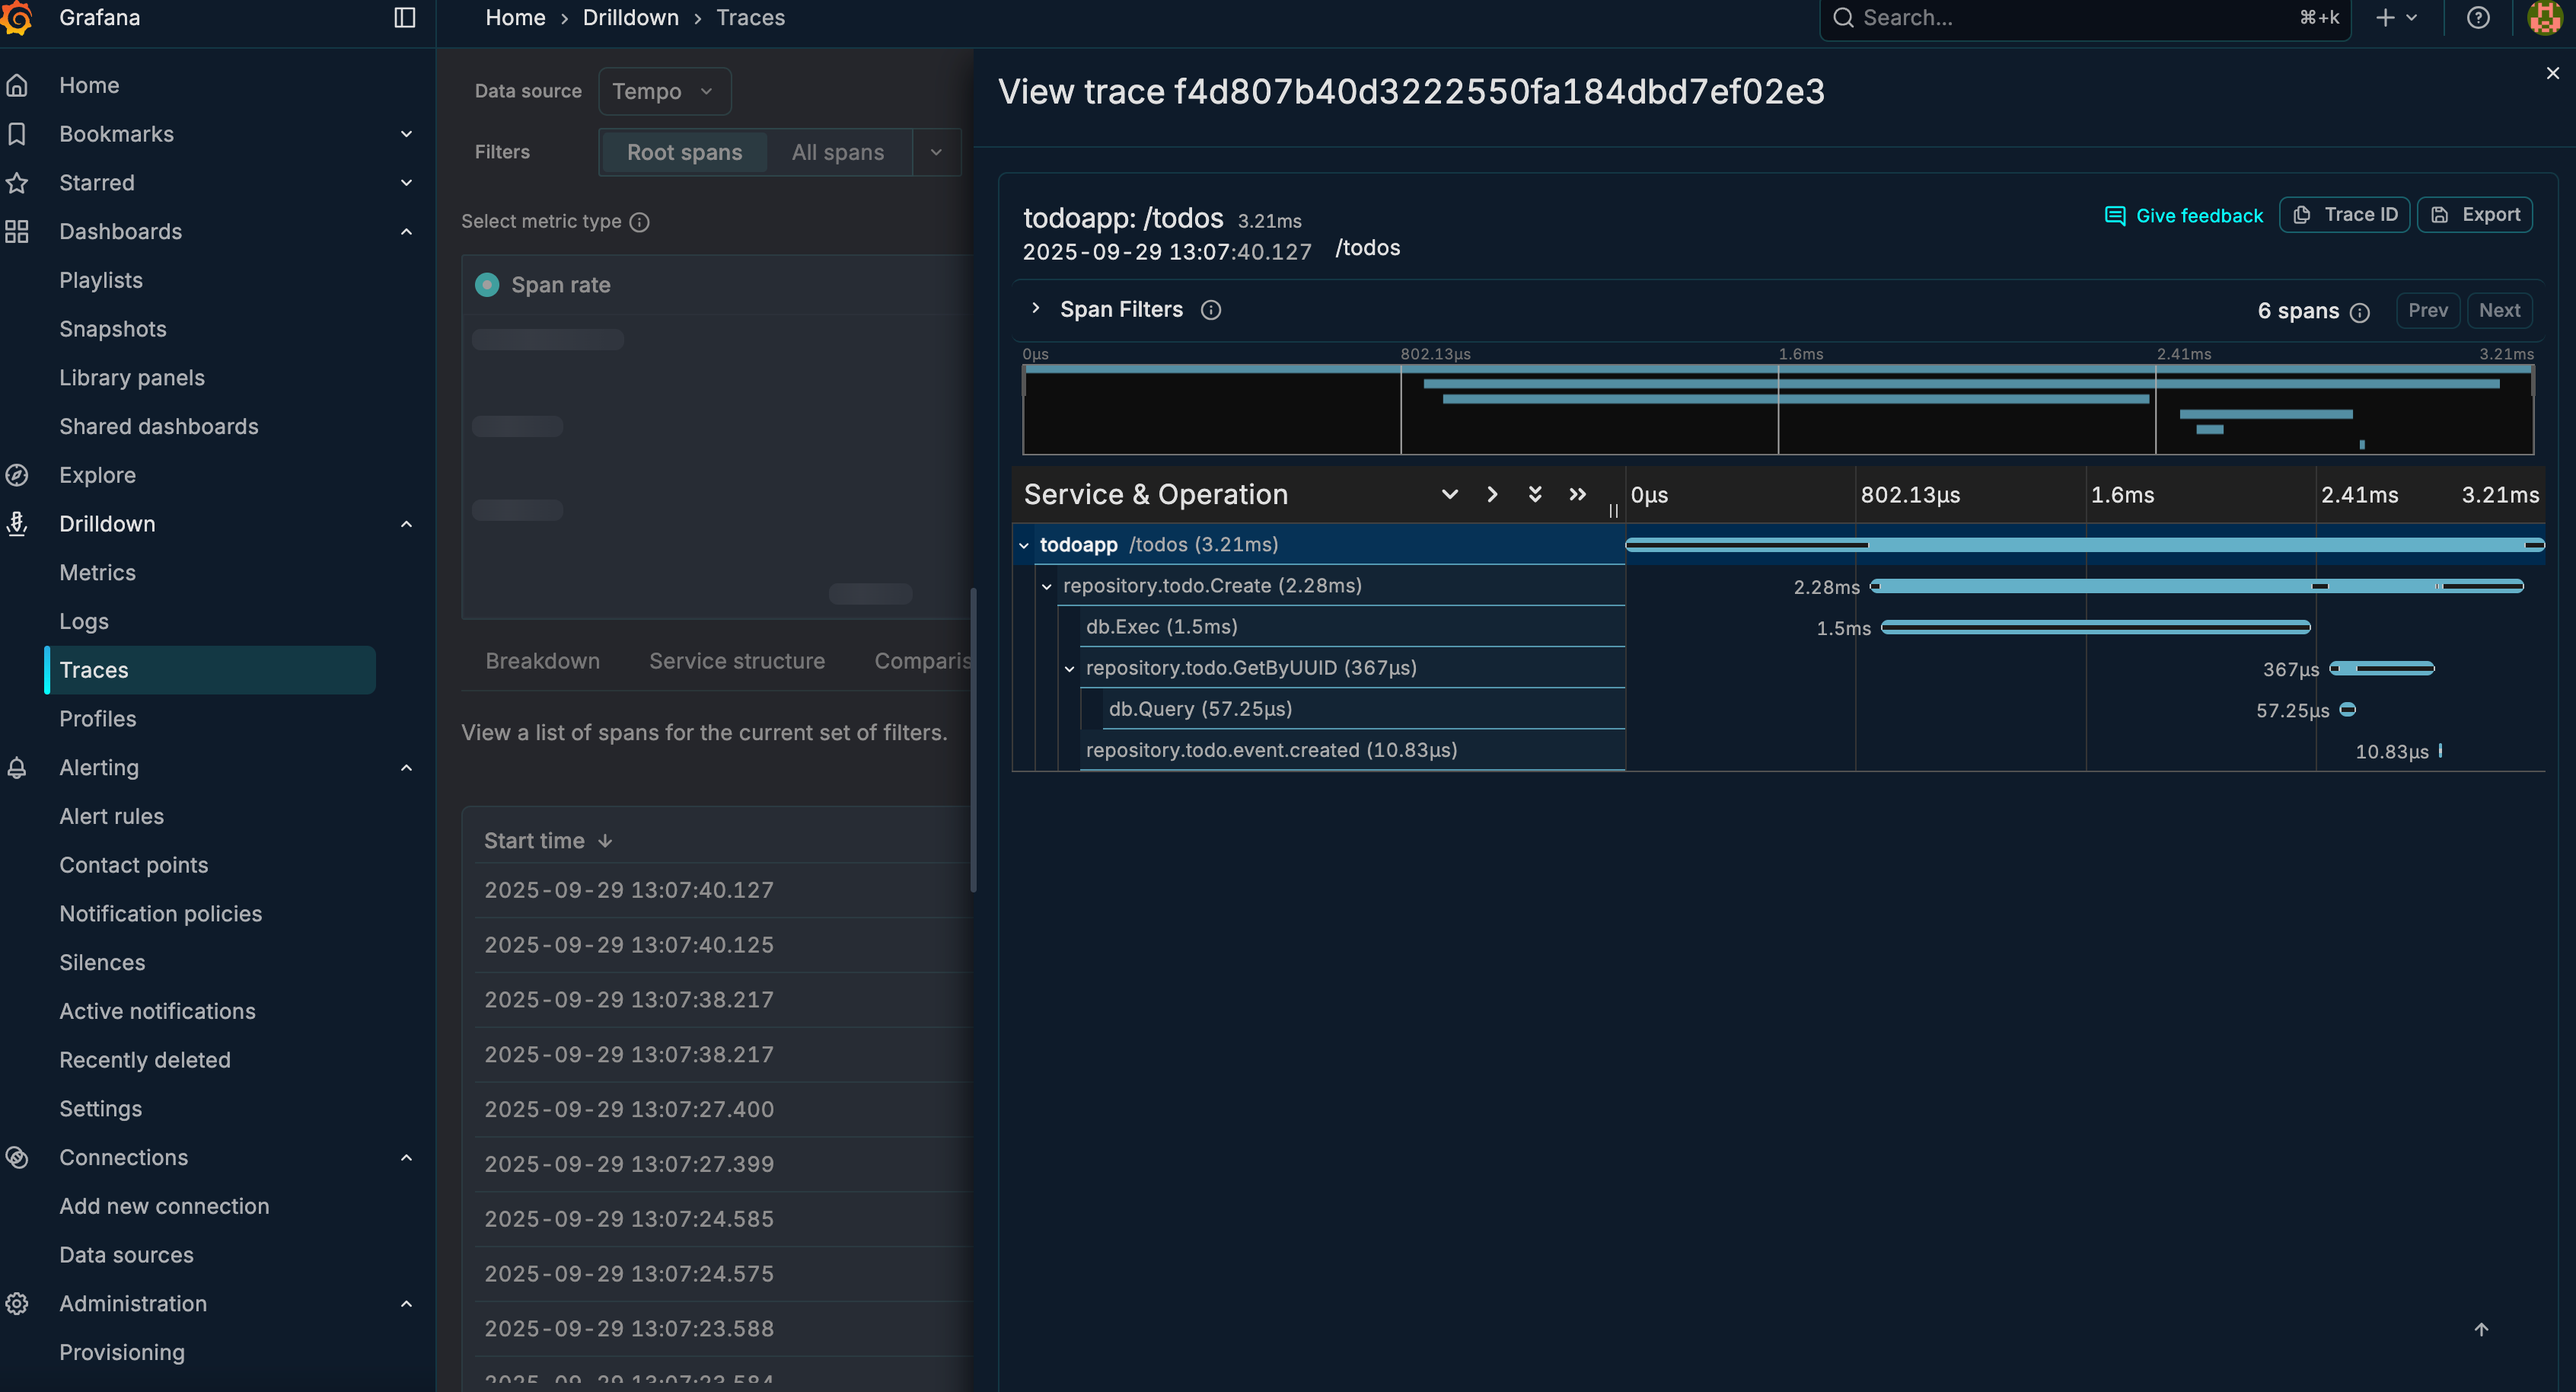 Grafana
Home › Drilldown › Traces
Search...
⌘+k
Home
Bookmarks
Starred
Dashboards
Playlists
Snapshots
Library panels
Shared dashboards
Explore
Drilldown
Metrics
Logs
Traces
Profiles
Alerting
Alert rules
Contact points
Notification policies
Silences
Active notifications
Recently deleted
Settings
Connections
Add new connection
Data sources
Administration
Provisioning
Data source
Tempo
Filters
Root spans
All spans
Select metric type
Span rate
Breakdown
Service structure
View a list of spans for the current set of filters.
Start time
2025-09-29 13:07:40.127
2025-09-29 13:07:40.125
2025-09-29 13:07:38.217
2025-09-29 13:07:38.217
2025-09-29 13:07:27.400
2025-09-29 13:07:27.399
2025-09-29 13:07:24.585
2025-09-29 13:07:24.575
2025-09-29 13:07:23.588
2025-09-29 13:07:23.584
View trace f4d807b40d3222550fa184dbd7ef02e3
todoapp: /todos 3.21ms
2025-09-29 13:07:40.127 /todos
Give feedback
Trace ID
Export
Span Filters
6 spans
Prev
Next
0μs 802.13μs 1.6ms 2.41ms 3.21ms
Service & Operation
0μs 802.13μs 1.6ms 2.41ms 3.21ms
todoapp /todos (3.21ms)
repository.todo.Create (2.28ms)
2.28ms
db.Exec (1.5ms)
1.5ms
repository.todo.GetByUUID (367μs)
367μs
db.Query (57.25μs)
57.25μs
repository.todo.event.created (10.83μs)
10.83μs